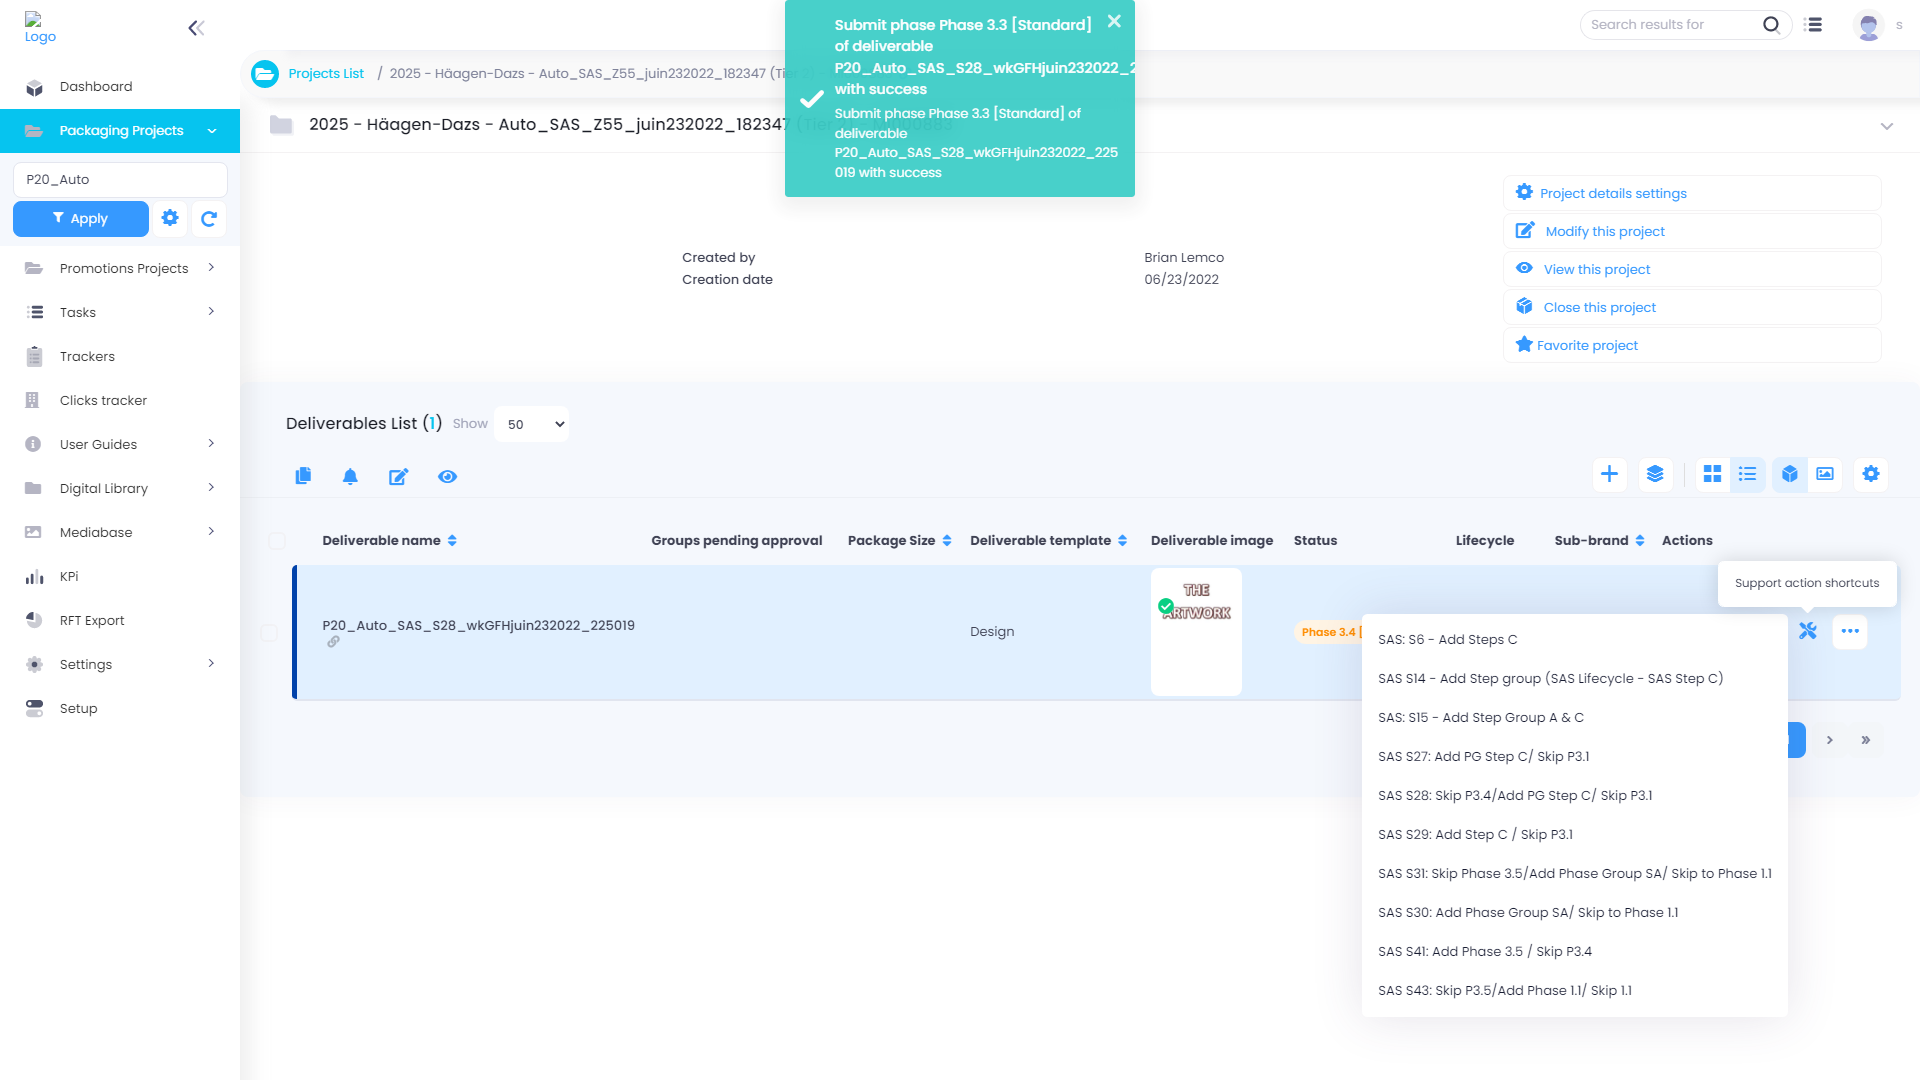 Logo
Dashboard
Packaging Projects
P20_Auto
Apply
Promotions Projects
Tasks
Trackers
Clicks tracker
User Guides
Digital Library
Mediabase
KPi
RFT Export
Settings
Setup
Search results for
s
Projects List / 2025 - Häagen-Dazs - Auto_SAS_Z55_juin232022_182347 (Tier
2025 - Häagen-Dazs - Auto_SAS_Z55_juin232022_182347 (Tier
Submit phase Phase 3.3 [Standard]
of deliverable
P20_Auto_SAS_S28_wkGFHjuin232022_2
with success
Submit phase Phase 3.3 [Standard] of
deliverable
P20_Auto_SAS_S28_wkGFHjuin232022_225
019 with success
Created by Brian Lemco
Creation date 06/23/2022
Project details settings
Modify this project
View this project
Close this project
Favorite project
Deliverables List (1) Show 50
Deliverable name Groups pending approval Package Size Deliverable template Deliverable image Status Lifecycle Sub-brand Actions
Support action shortcuts
P20_Auto_SAS_S28_wkGFHjuin232022_225019
Design
THE
ARTWORK
Phase 3.4 [
SAS: S6 - Add Steps C
SAS S14 - Add Step group (SAS Lifecycle - SAS Step C)
SAS: S15 - Add Step Group A & C
SAS S27: Add PG Step C/ Skip P3.1
SAS S28: Skip P3.4/Add PG Step C/ Skip P3.1
SAS S29: Add Step C / Skip P3.1
SAS S31: Skip Phase 3.5/Add Phase Group SA/ Skip to Phase 1.1
SAS S30: Add Phase Group SA/ Skip to Phase 1.1
SAS S41: Add Phase 3.5 / Skip P3.4
SAS S43: Skip P3.5/Add Phase 1.1/ Skip 1.1